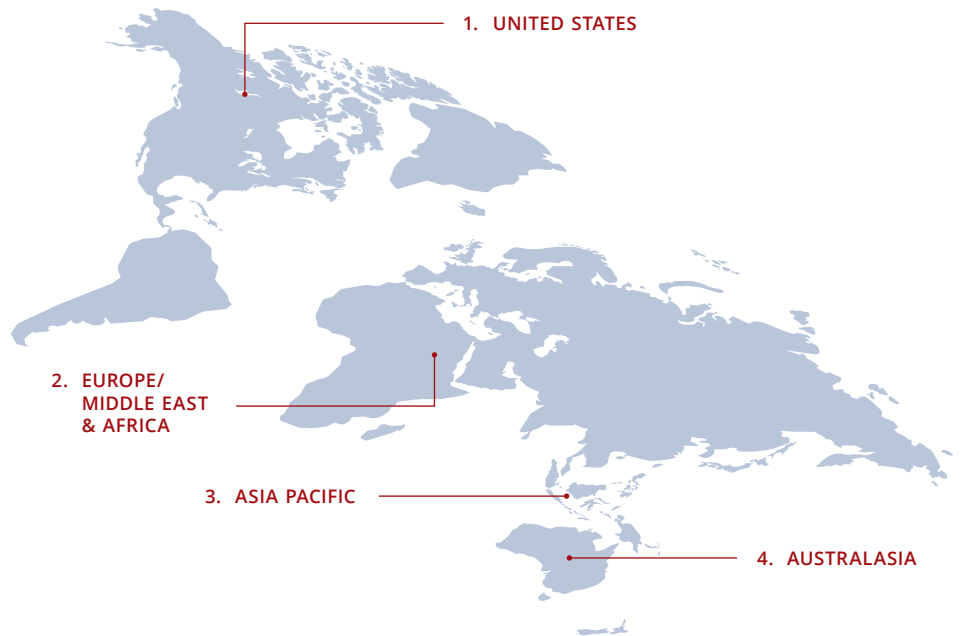 1. UNITED STATES
2. EUROPE/
MIDDLE EAST
& AFRICA
3. ASIA PACIFIC
4. AUSTRALASIA